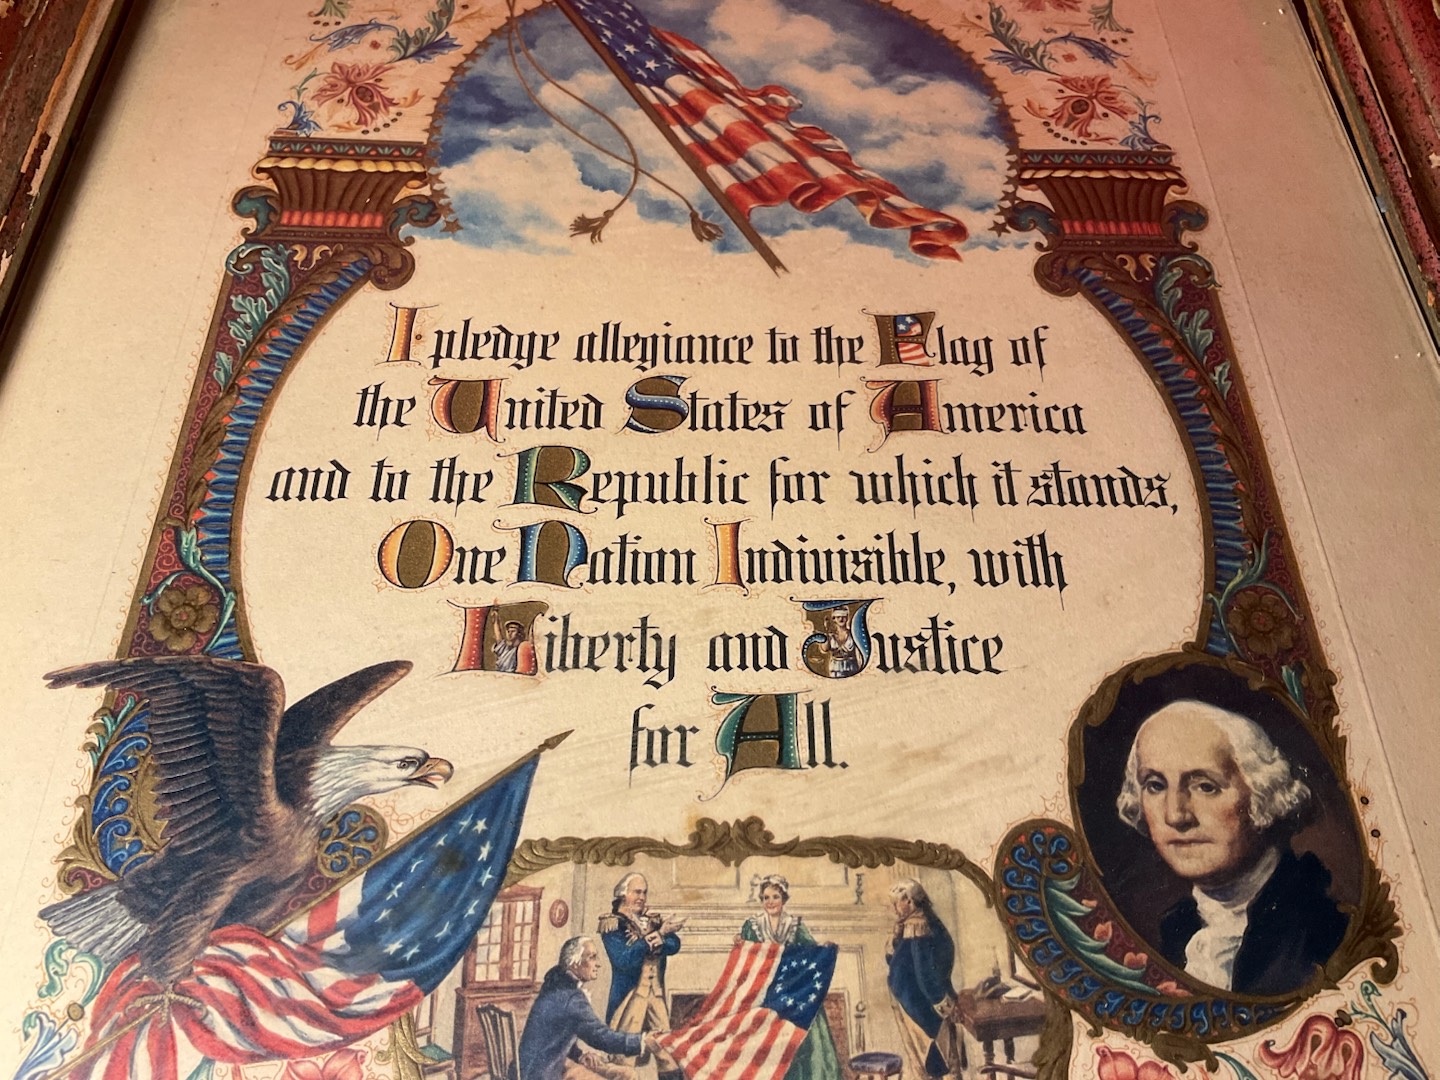 I pledge allegiance to the Flag of
the United States of America
and to the Republic for which it stands,
One Nation Indivisible, with
Liberty and Justice
for All.